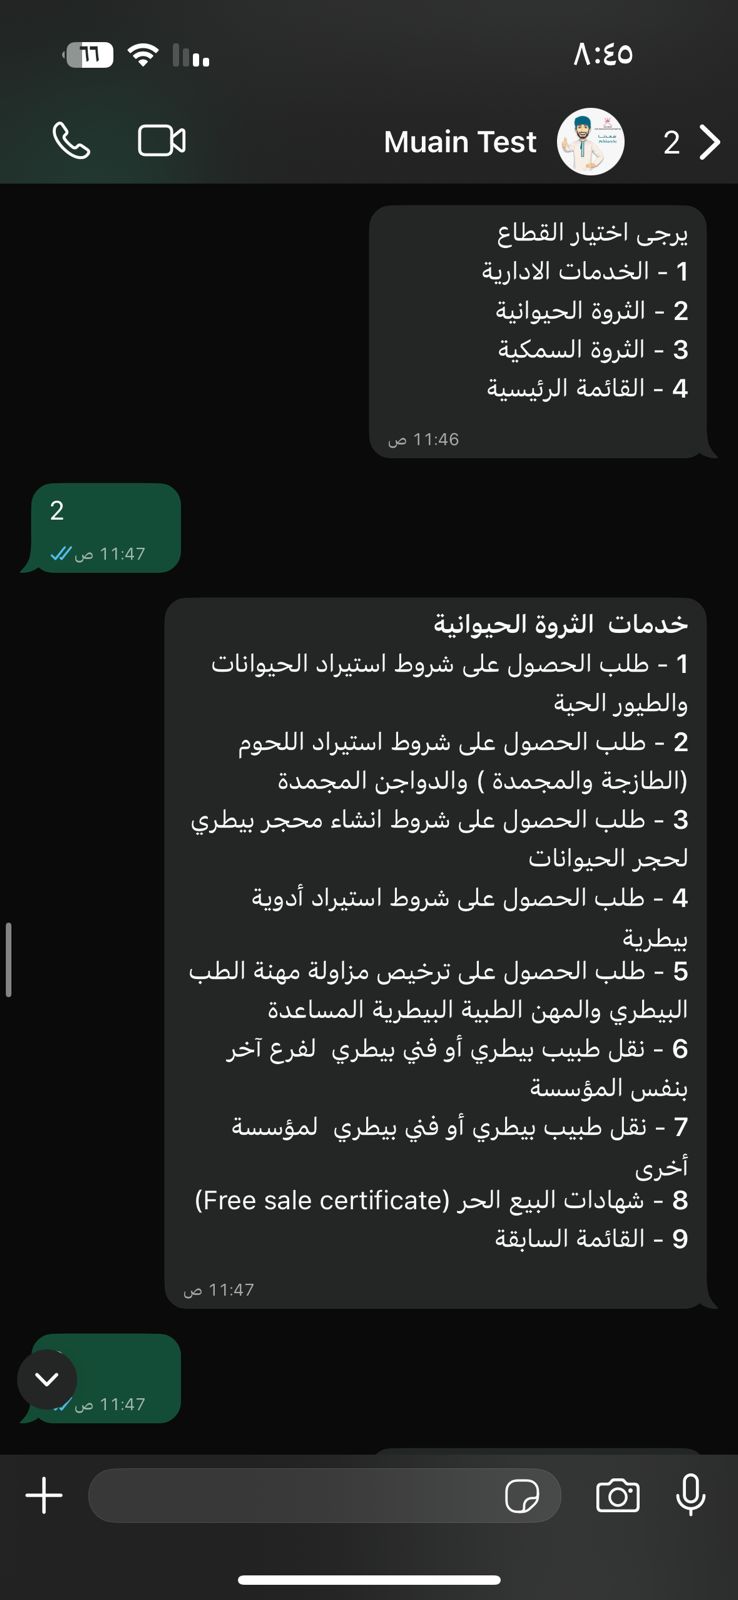 ٦٦
٨:٤٥
Muain Test
2
يرجى اختيار القطاع
1 - الخدمات الادارية
2 - الثروة الحيوانية
3 - الثروة السمكية
4 - القائمة الرئيسية
11:46 ص
2
11:47 ص
خدمات الثروة الحيوانية
1 - طلب الحصول على شروط استيراد الحيوانات
والطيور الحية
2 - طلب الحصول على شروط استيراد اللحوم
(الطازجة والمجمدة ) والدواجن المجمدة
3 - طلب الحصول على شروط انشاء محجر بيطري
لحجر الحيوانات
4 - طلب الحصول على شروط استيراد أدوية
بيطرية
5 - طلب الحصول على ترخيص مزاولة مهنة الطب
البيطري والمهن الطبية البيطرية المساعدة
6 - نقل طبيب بيطري أو فني بيطري لفرع آخر
بنفس المؤسسة
7 - نقل طبيب بيطري أو فني بيطري لمؤسسة
أخرى
8 - شهادات البيع الحر (Free sale certificate)
9 - القائمة السابقة
11:47 ص
11:47 ص